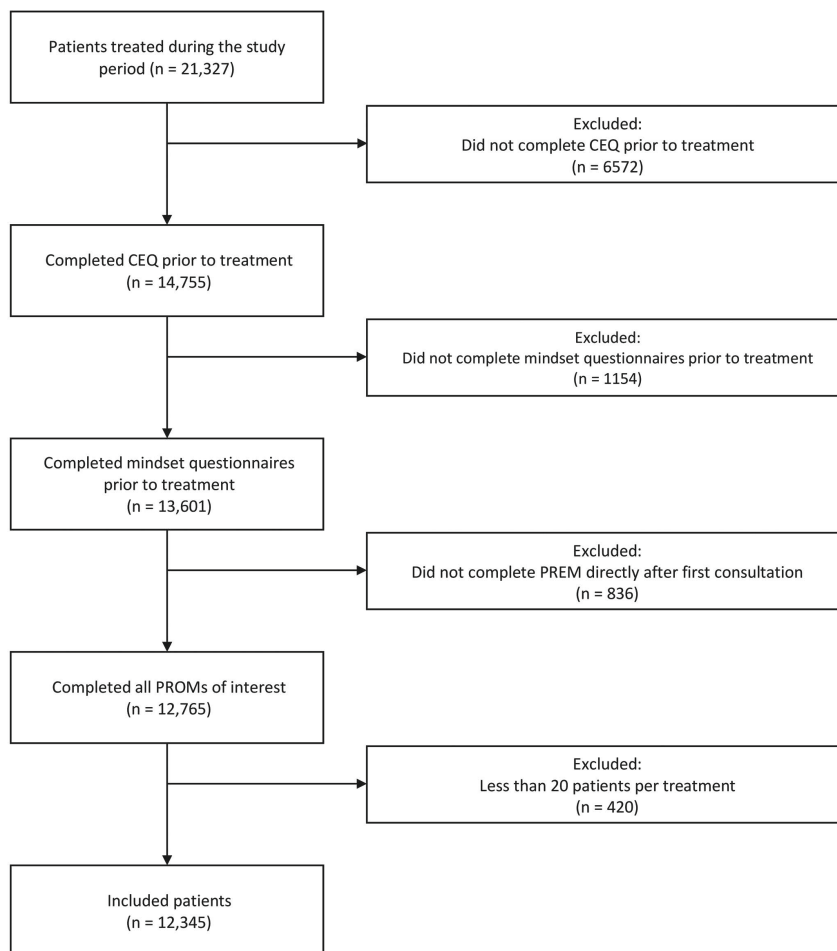 Patients treated during the study
period (n = 21,327)
Excluded:
Did not complete CEQ prior to treatment
(n = 6572)
Completed CEQ prior to treatment
(n = 14,755)
Excluded:
Did not complete mindset questionnaires prior to treatment
(n = 1154)
Completed mindset questionnaires
prior to treatment
(n = 13,601)
Excluded:
Did not complete PREM directly after first consultation
(n = 836)
Completed all PROMs of interest
(n = 12,765)
Excluded:
Less than 20 patients per treatment
(n = 420)
Included patients
(n = 12,345)